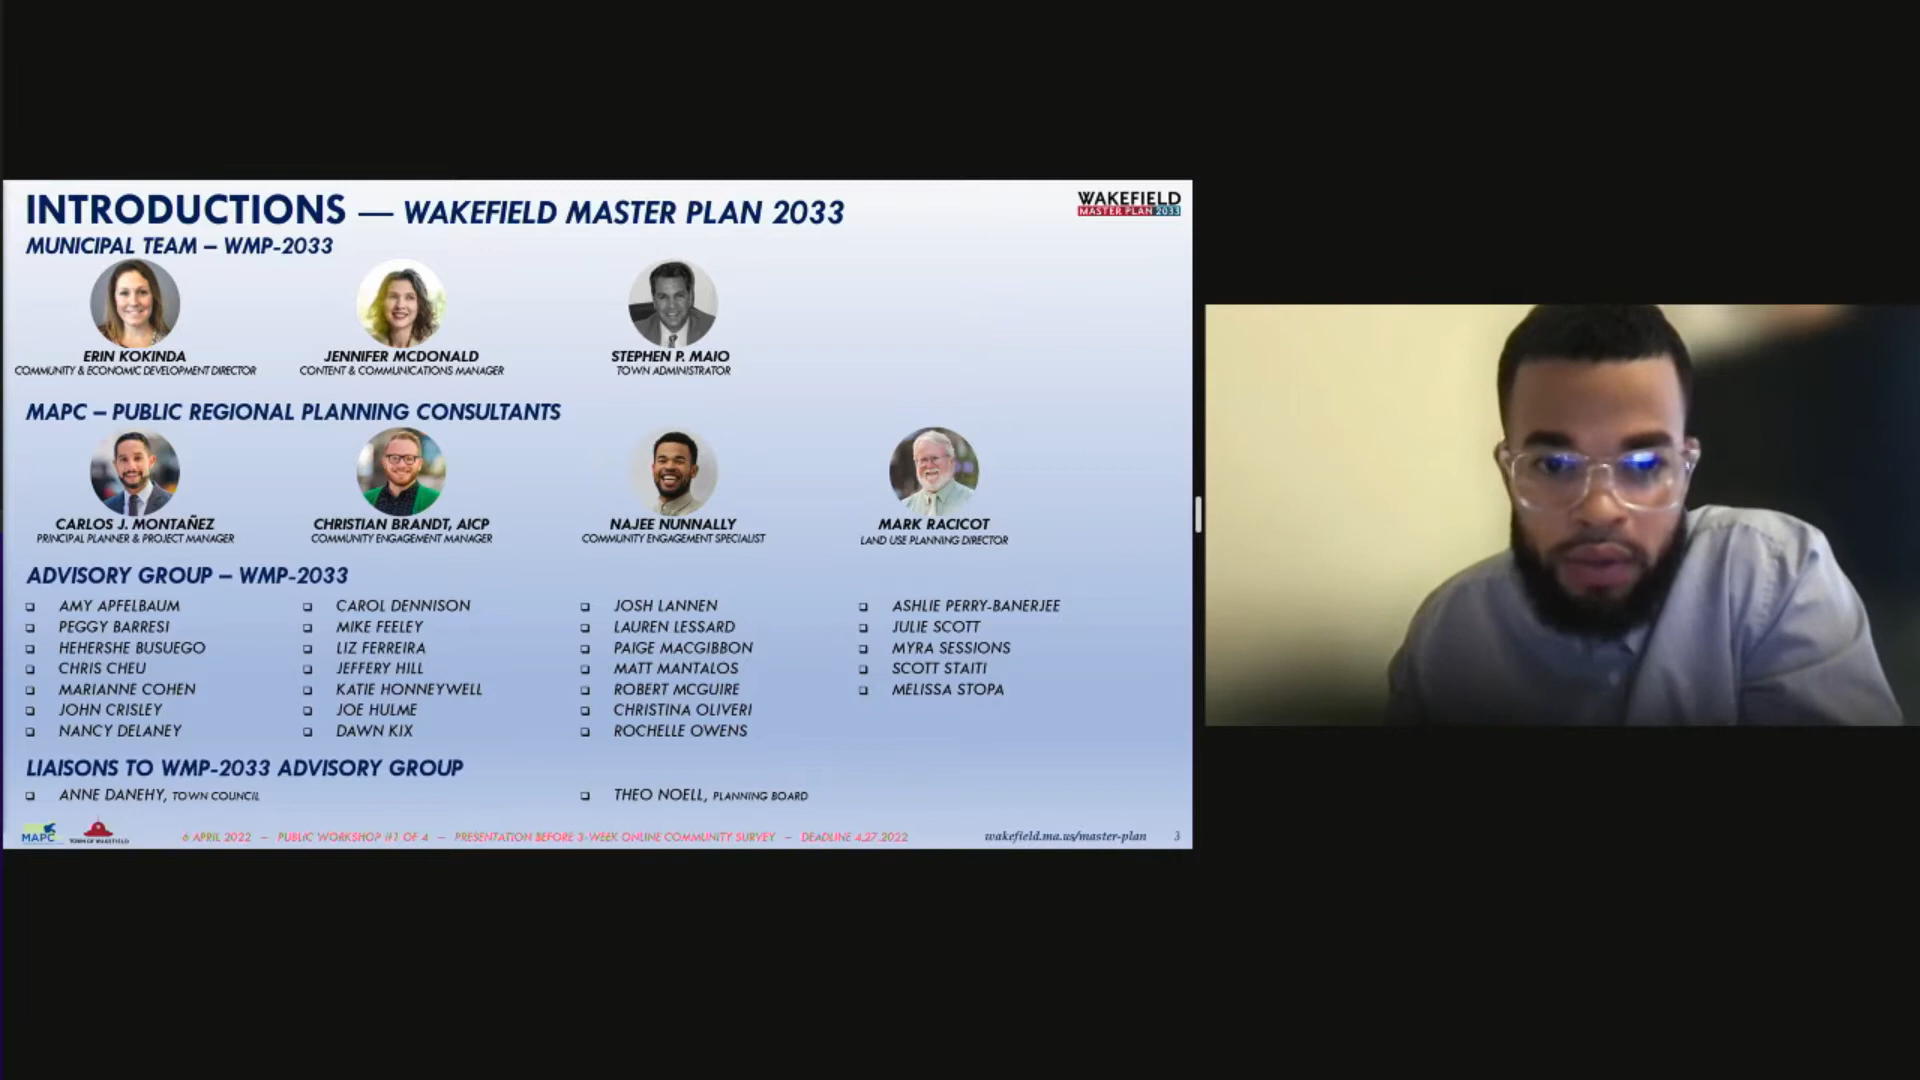 INTRODUCTIONS — WAKEFIELD MASTER PLAN 2033
WAKEFIELD
MASTER PLAN 2033
MUNICIPAL TEAM – WMP-2033
ERIN KOKINDA
COMMUNITY & ECONOMIC DEVELOPMENT DIRECTOR
JENNIFER MCDONALD
CONTENT & COMMUNICATIONS MANAGER
STEPHEN P. MAIO
TOWN ADMINISTRATOR
MAPC – PUBLIC REGIONAL PLANNING CONSULTANTS
CARLOS J. MONTAÑEZ
PRINCIPAL PLANNER & PROJECT MANAGER
CHRISTIAN BRANDT, AICP
COMMUNITY ENGAGEMENT MANAGER
NAJEE NUNNALLY
COMMUNITY ENGAGEMENT SPECIALIST
MARK RACICOT
LAND USE PLANNING DIRECTOR
ADVISORY GROUP – WMP-2033
AMY APFELBAUM
PEGGY BARRESI
HEHERSHE BUSUEGO
CHRIS CHEU
MARIANNE COHEN
JOHN CRISLEY
NANCY DELANEY
CAROL DENNISON
MIKE FEELEY
LIZ FERREIRA
JEFFERY HILL
KATIE HONNEYWELL
JOE HULME
DAWN KIX
JOSH LANNEN
LAUREN LESSARD
PAIGE MACGIBBON
MATT MANTALOS
ROBERT MCGUIRE
CHRISTINA OLIVERI
ROCHELLE OWENS
ASHLIE PERRY-BANERJEE
JULIE SCOTT
MYRA SESSIONS
SCOTT STAITI
MELISSA STOPA
LIAISONS TO WMP-2033 ADVISORY GROUP
ANNE DANEHY, TOWN COUNCIL
THEO NOELL, PLANNING BOARD
MAPC
TOWN OF WAKEFIELD
6 APRIL 2022 — PUBLIC WORKSHOP #1 OF 4 — PRESENTATION BEFORE 3-WEEK ONLINE COMMUNITY SURVEY — DEADLINE 4.27.2022
wakefield.ma.us/master-plan 3